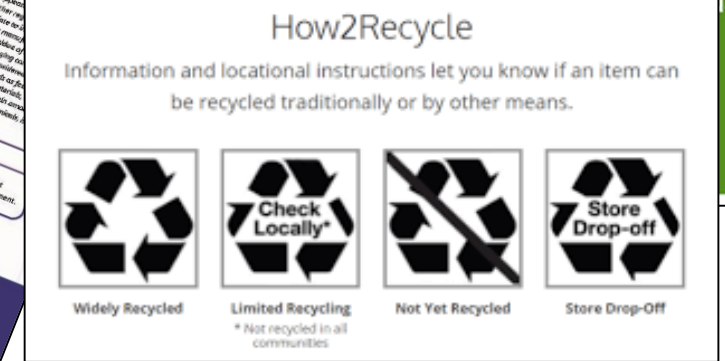 How2Recycle
Information and locational instructions let you know if an item can
be recycled traditionally or by other means.
Check
Locally*
Store
Drop-off
Widely Recycled
Limited Recycling
* Not recycled in all
communities
Not Yet Recycled
Store Drop-Off